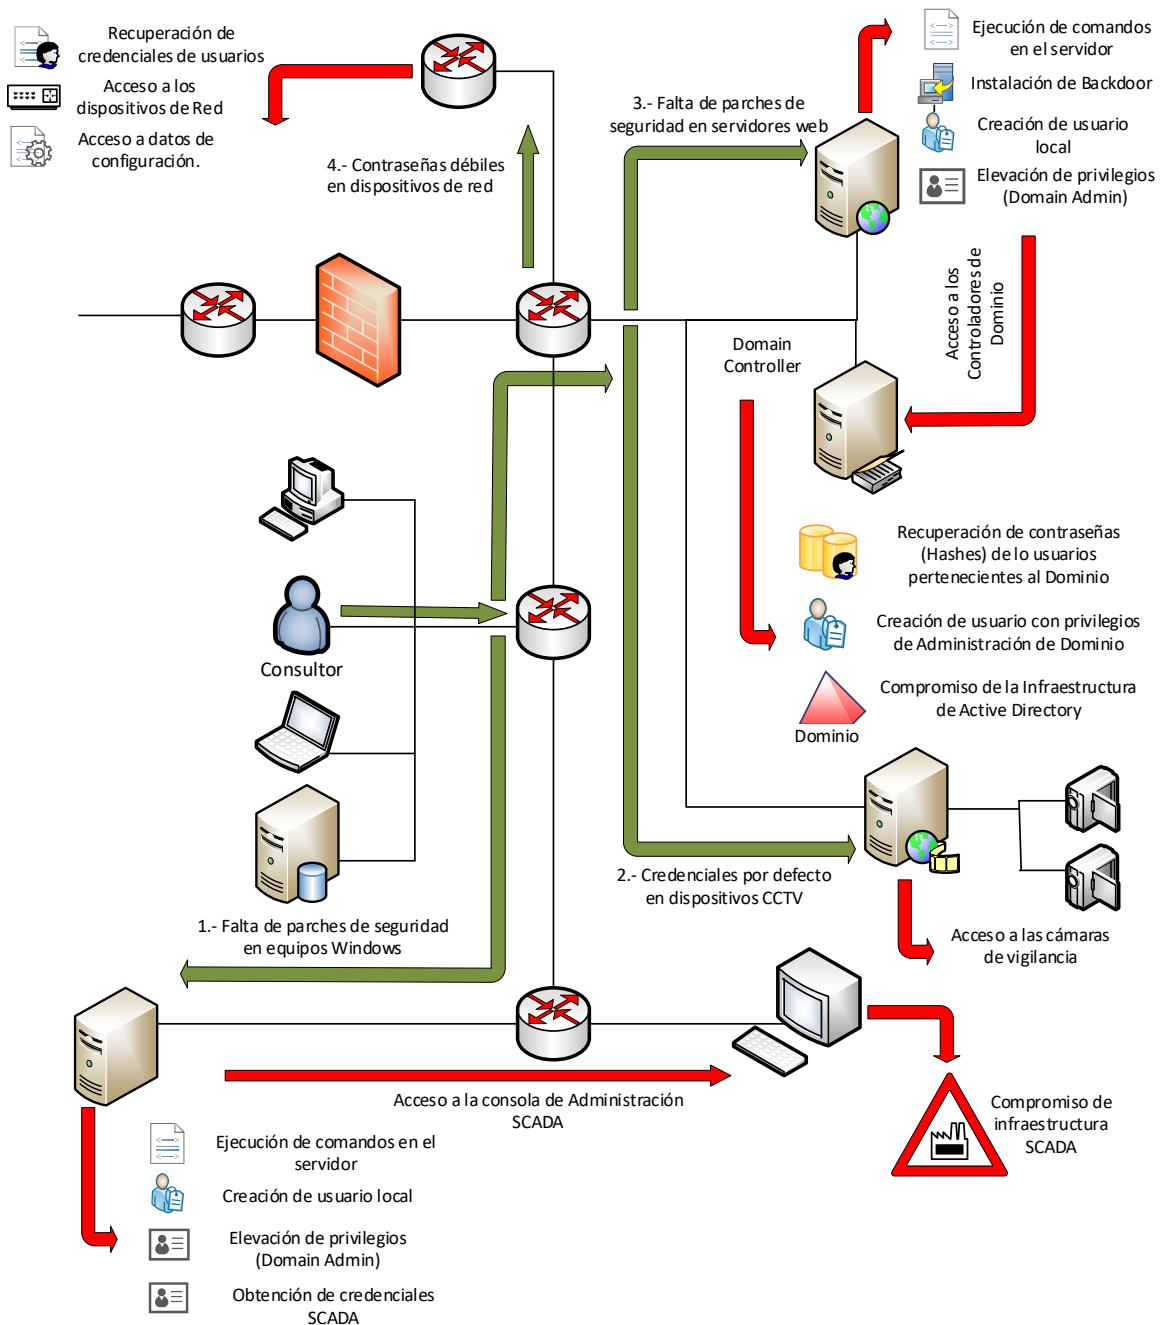 Recuperación de
credenciales de usuarios
Acceso a los
dispositivos de Red
Acceso a datos de
configuración.
4.- Contraseñas débiles
en dispositivos de red
3.- Falta de parches de
seguridad en servidores web
Ejecución de comandos
en el servidor
Instalación de Backdoor
Creación de usuario
local
Elevación de privilegios
(Domain Admin)
Acceso a los
Controladores de
Dominio
Domain
Controller
Recuperación de contraseñas
(Hashes) de lo usuarios
pertenecientes al Dominio
Creación de usuario con privilegios
de Administración de Dominio
Compromiso de la Infraestructura
de Active Directory
Dominio
Consultor
2.- Credenciales por defecto
en dispositivos CCTV
1.- Falta de parches de seguridad
en equipos Windows
Acceso a las cámaras
de vigilancia
Acceso a la consola de Administración
SCADA
Compromiso de
infraestructura
SCADA
Ejecución de comandos en el
servidor
Creación de usuario local
Elevación de privilegios
(Domain Admin)
Obtención de credenciales
SCADA